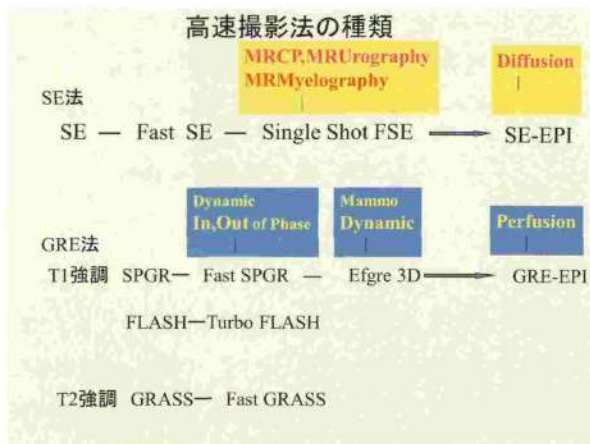 高速撮影法の種類
MRCP,MRUrography
MRMyelography
Diffusion
SE法
SE — Fast SE — Single Shot FSE ⟹ SE-EPI
Dynamic
In,Out of Phase
Mammo
Dynamic
Perfusion
GRE法
T1強調 SPGR— Fast SPGR — Efgre 3D ⟹ GRE-EPI
FLASH—Turbo FLASH
T2強調 GRASS— Fast GRASS